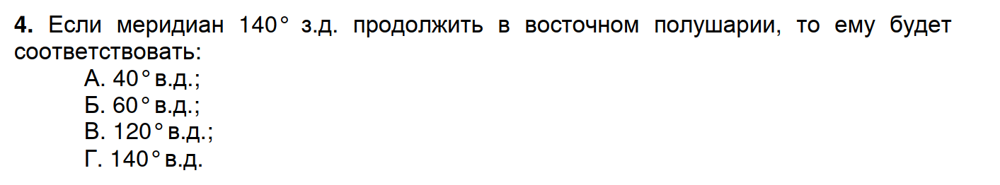 4. Если меридиан 140° з.д. продолжить в восточном полушарии, то ему будет
соответствовать:
А. 40° в.д.;
Б. 60° в.д.;
В. 120° в.д.;
Г. 140° в.д.